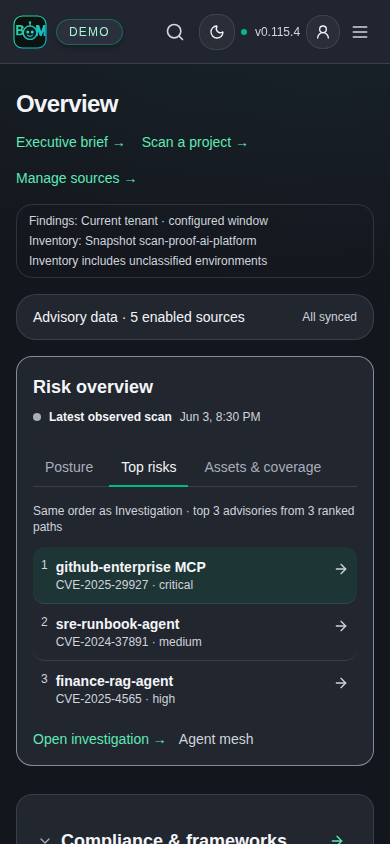 BOM
DEMO
v0.115.4
Overview
Executive brief → Scan a project →
Manage sources →
Findings: Current tenant · configured window
Inventory: Snapshot scan-proof-ai-platform
Inventory includes unclassified environments
Advisory data · 5 enabled sources All synced
Risk overview
Latest observed scan Jun 3, 8:30 PM
Posture Top risks Assets & coverage
Same order as Investigation · top 3 advisories from 3 ranked
paths
1 github-enterprise MCP
CVE-2025-29927 · critical
2 sre-runbook-agent
CVE-2024-37891 · medium
3 finance-rag-agent
CVE-2025-4565 · high
Open investigation → Agent mesh
Compliance & frameworks